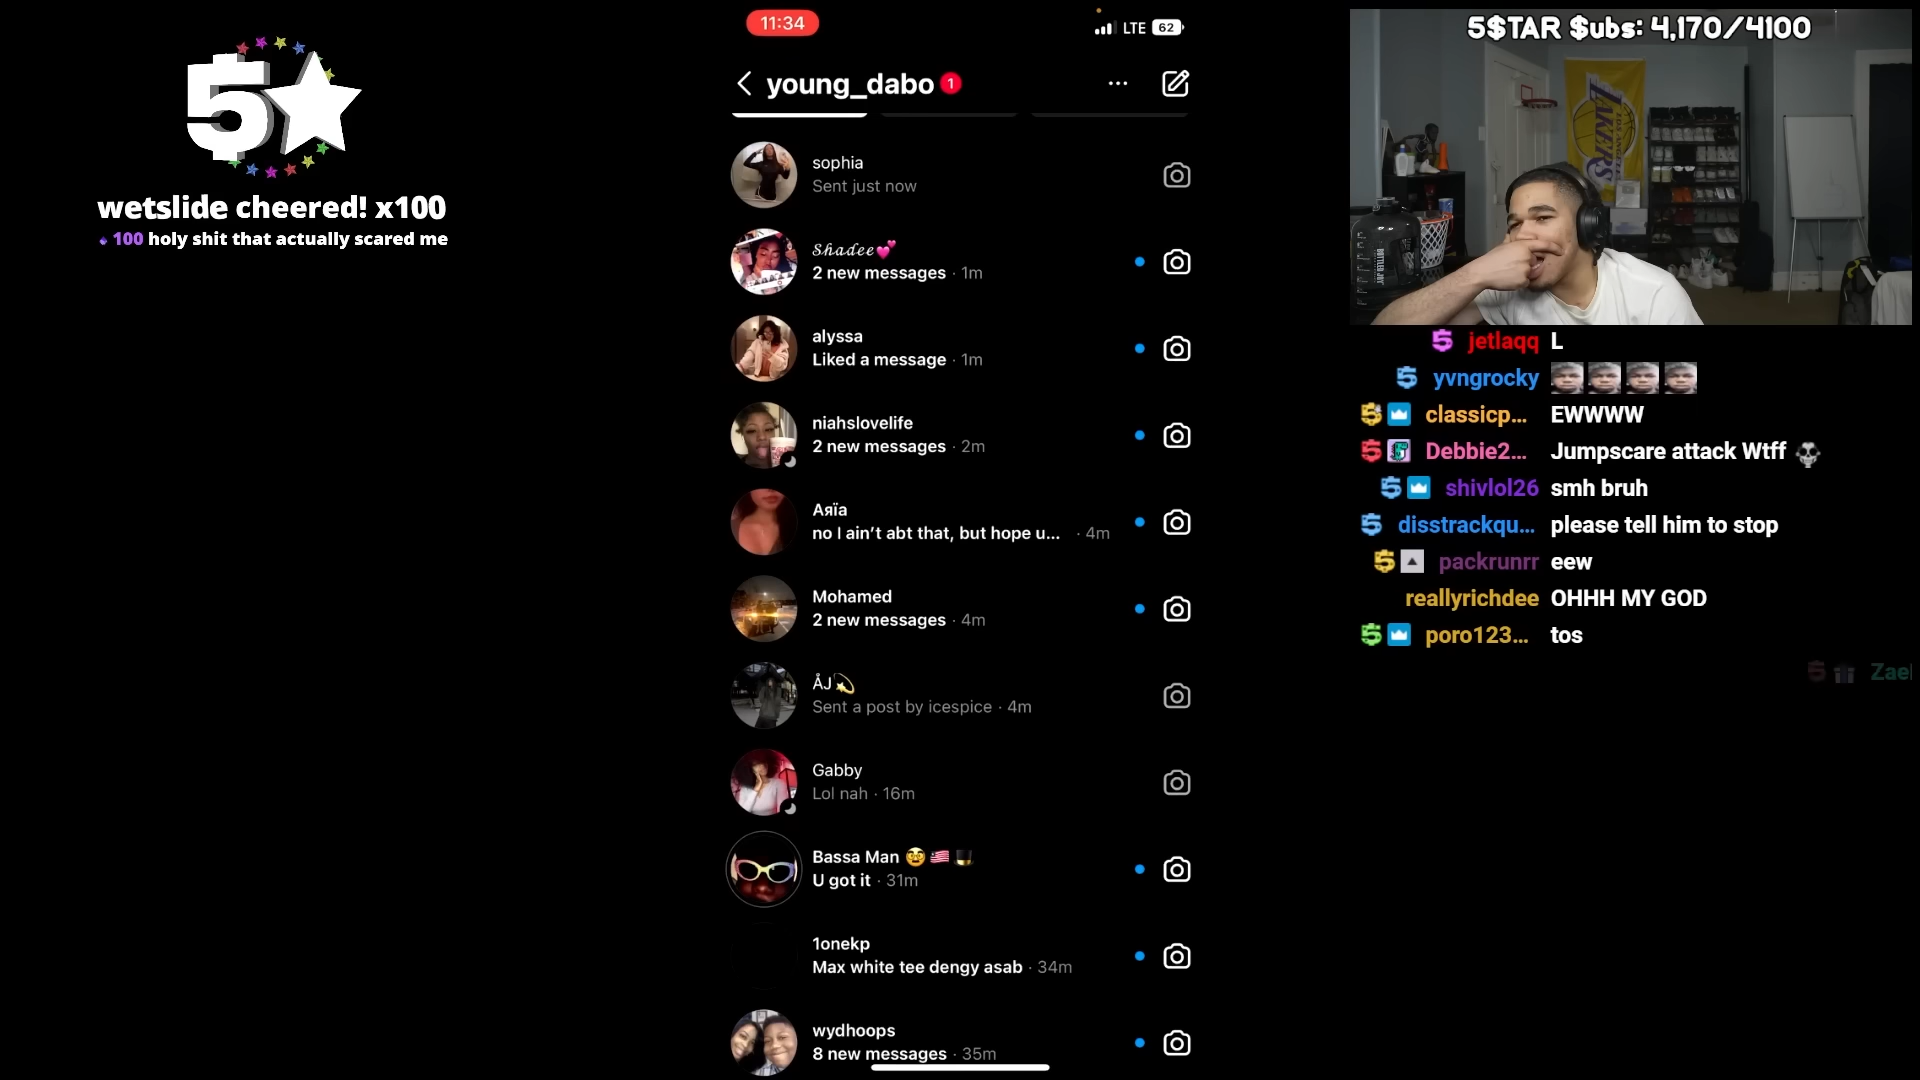 5
wetslide cheered! x100
100 holy shit that actually scared me
11:34
LTE 62
young_dabo 1
sophia
Sent just now
𝓢𝓱𝓪𝓭𝓮𝓮💕
2 new messages · 1m
alyssa
Liked a message · 1m
niahslovelife
2 new messages · 2m
Aяïa
no I ain’t abt that, but hope u... · 4m
Mohamed
2 new messages · 4m
ÅJ💫
Sent a post by icespice · 4m
Gabby
Lol nah · 16m
Bassa Man 🥸🇱🇷🎩
U got it · 31m
1onekp
Max white tee dengy asab · 34m
wydhoops
8 new messages · 35m
5$TAR $ubs: 4,170/4100
LAKERS
jetlaqq L
yvngrocky
classicp... EWWWW
Debbie2... Jumpscare attack Wtff
shivlol26 smh bruh
disstrackqu... please tell him to stop
packrunrr eew
reallyrichdee OHHH MY GOD
poro123... tos
Zael